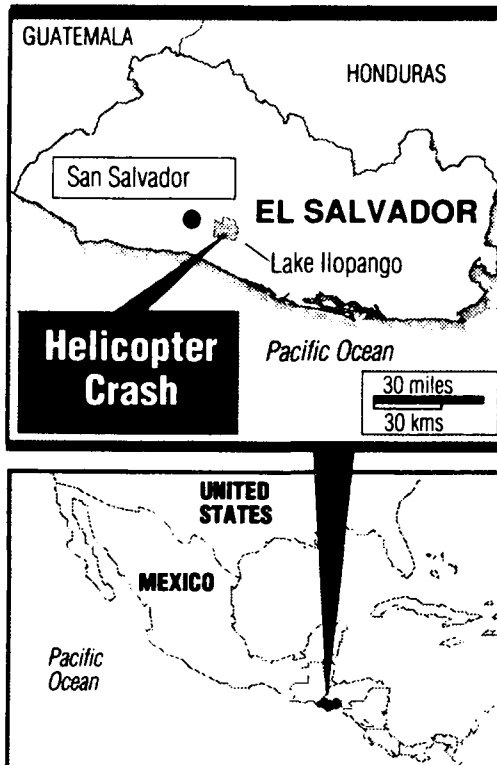 GUATEMALA
HONDURAS
San Salvador
EL SALVADOR
Lake Ilopango
Helicopter
Crash
Pacific Ocean
30 miles
30 kms
UNITED
STATES
MEXICO
Pacific
Ocean